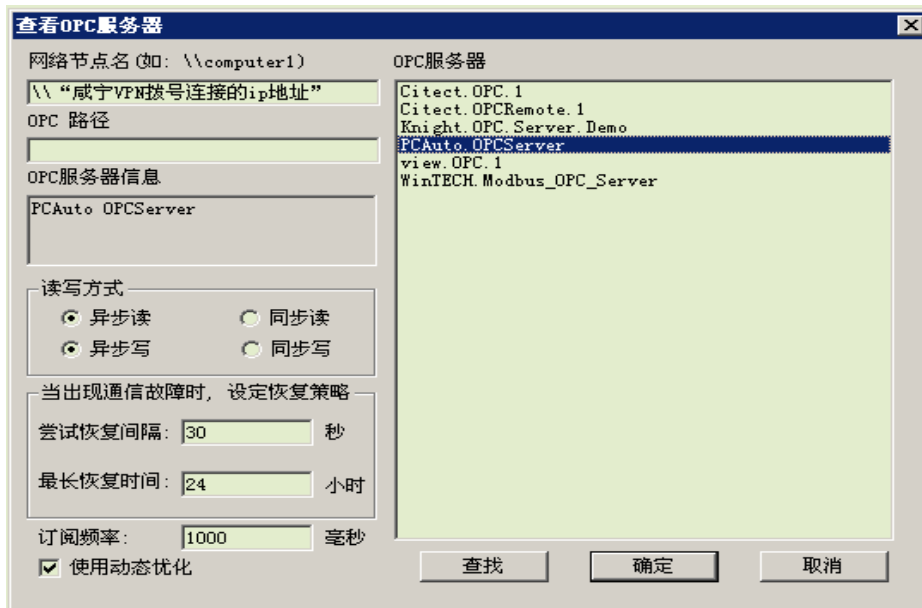 查看OPC服务器
网络节点名(如: \\computer1)
\\“咸宁VPN拨号连接的ip地址”
OPC 路径
OPC服务器信息
PCAuto OPCServer
读写方式
异步读
同步读
异步写
同步写
当出现通信故障时, 设定恢复策略
尝试恢复间隔: 30 秒
最长恢复时间: 24 小时
订阅频率: 1000 毫秒
使用动态优化
OPC服务器
Citect.OPC.1
Citect.OPCRemote.1
Knight.OPC.Server.Demo
PCAuto.OPCServer
view.OPC.1
WinTECH.Modbus_OPC_Server
查找
确定
取消